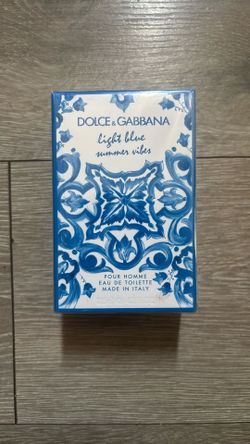 DOLCE & GABBANA
light blue
summer vibes
POUR HOMME
EAU DE TOILETTE
MADE IN ITALY